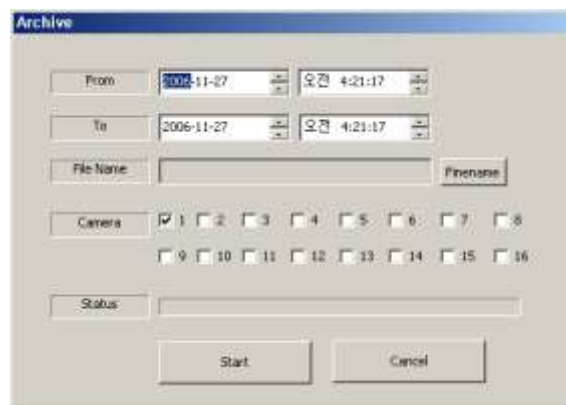 Archive
From 2006-11-27 오전 4:21:17
To 2006-11-27 오전 4:21:17
File Name Finename
Camera 1 2 3 4 5 6 7 8
9 10 11 12 13 14 15 16
Status
Start Cancel